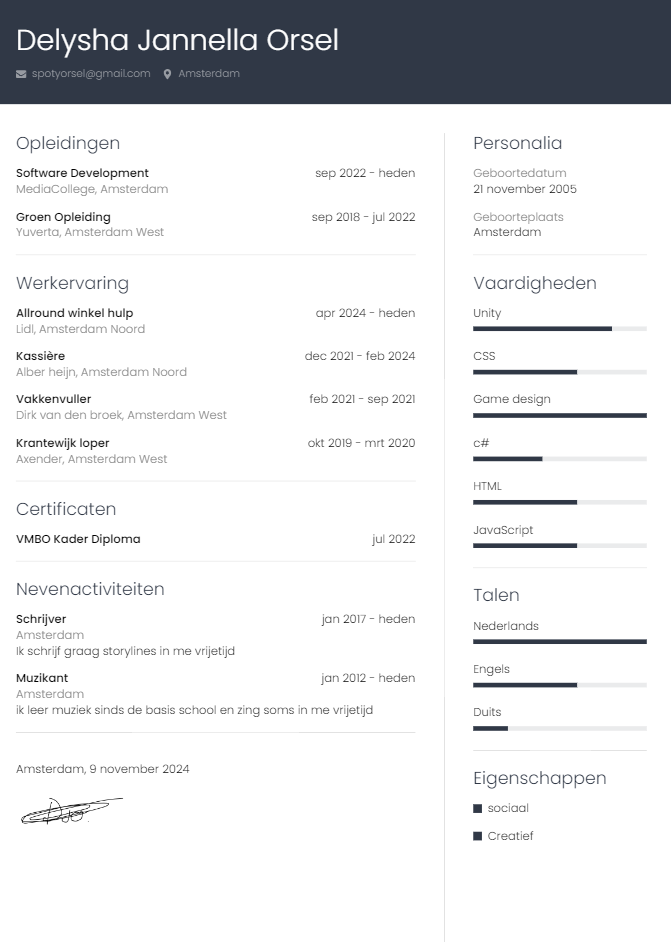 Delysha Jannella Orsel
spotyorsel@gmail.com Amsterdam
Opleidingen
Software Development sep 2022 - heden
MediaCollege, Amsterdam
Groen Opleiding sep 2018 - jul 2022
Yuverta, Amsterdam West
Werkervaring
Allround winkel hulp apr 2024 - heden
Lidl, Amsterdam Noord
Kassière dec 2021 - feb 2024
Alber heijn, Amsterdam Noord
Vakkenvuller feb 2021 - sep 2021
Dirk van den broek, Amsterdam West
Krantewijk loper okt 2019 - mrt 2020
Axender, Amsterdam West
Certificaten
VMBO Kader Diploma jul 2022
Nevenactiviteiten
Schrijver jan 2017 - heden
Amsterdam
Ik schrijf graag storylines in me vrijetijd
Muzikant jan 2012 - heden
Amsterdam
ik leer muziek sinds de basis school en zing soms in me vrijetijd
Amsterdam, 9 november 2024
Personalia
Geboortedatum
21 november 2005
Geboorteplaats
Amsterdam
Vaardigheden
Unity
CSS
Game design
c#
HTML
JavaScript
Talen
Nederlands
Engels
Duits
Eigenschappen
sociaal
Creatief